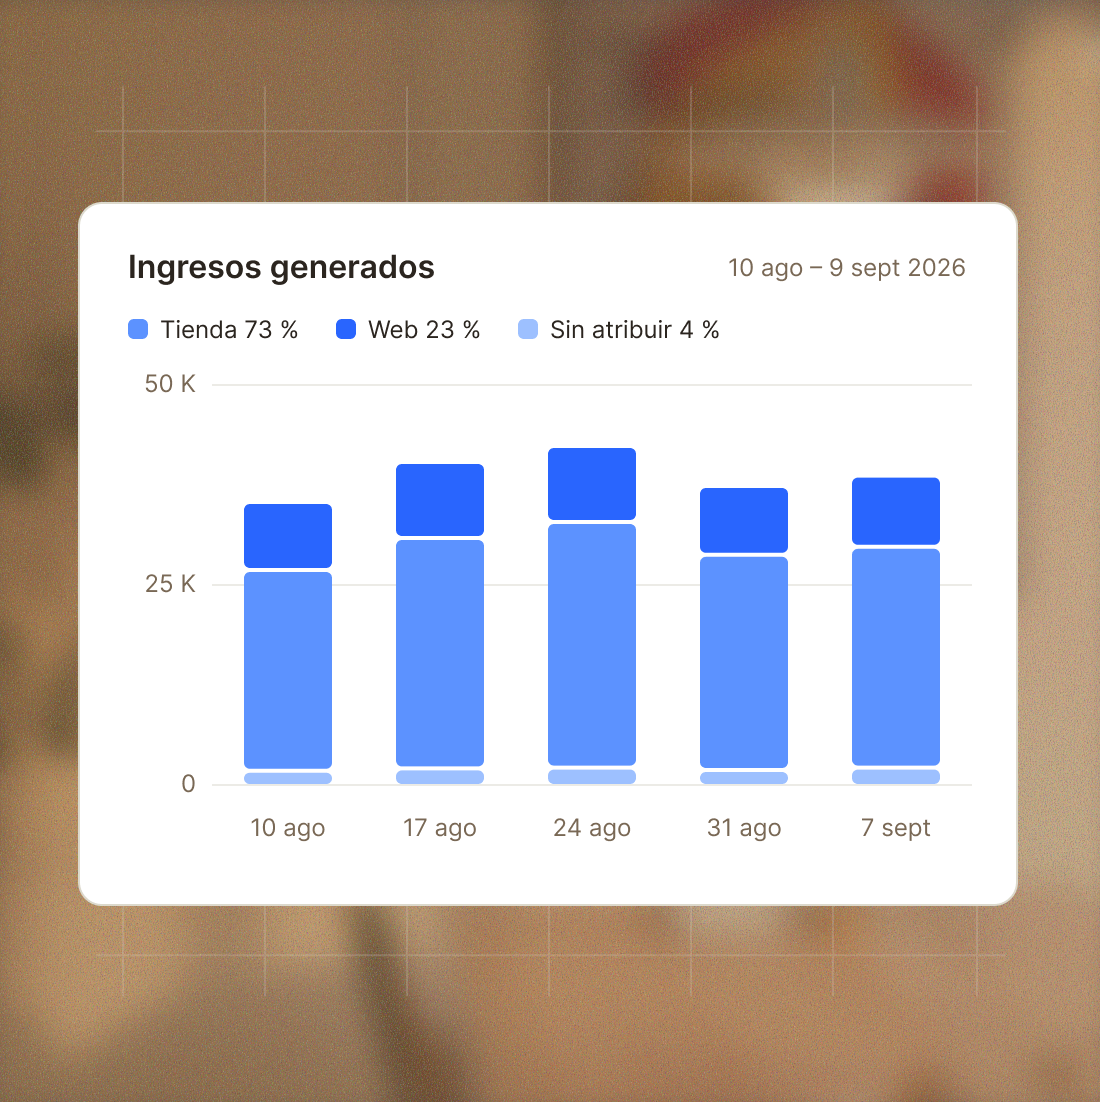 Ingresos generados
10 ago – 9 sept 2026
Tienda 73 %
Web 23 %
Sin atribuir 4 %
50 K
25 K
0
10 ago
17 ago
24 ago
31 ago
7 sept